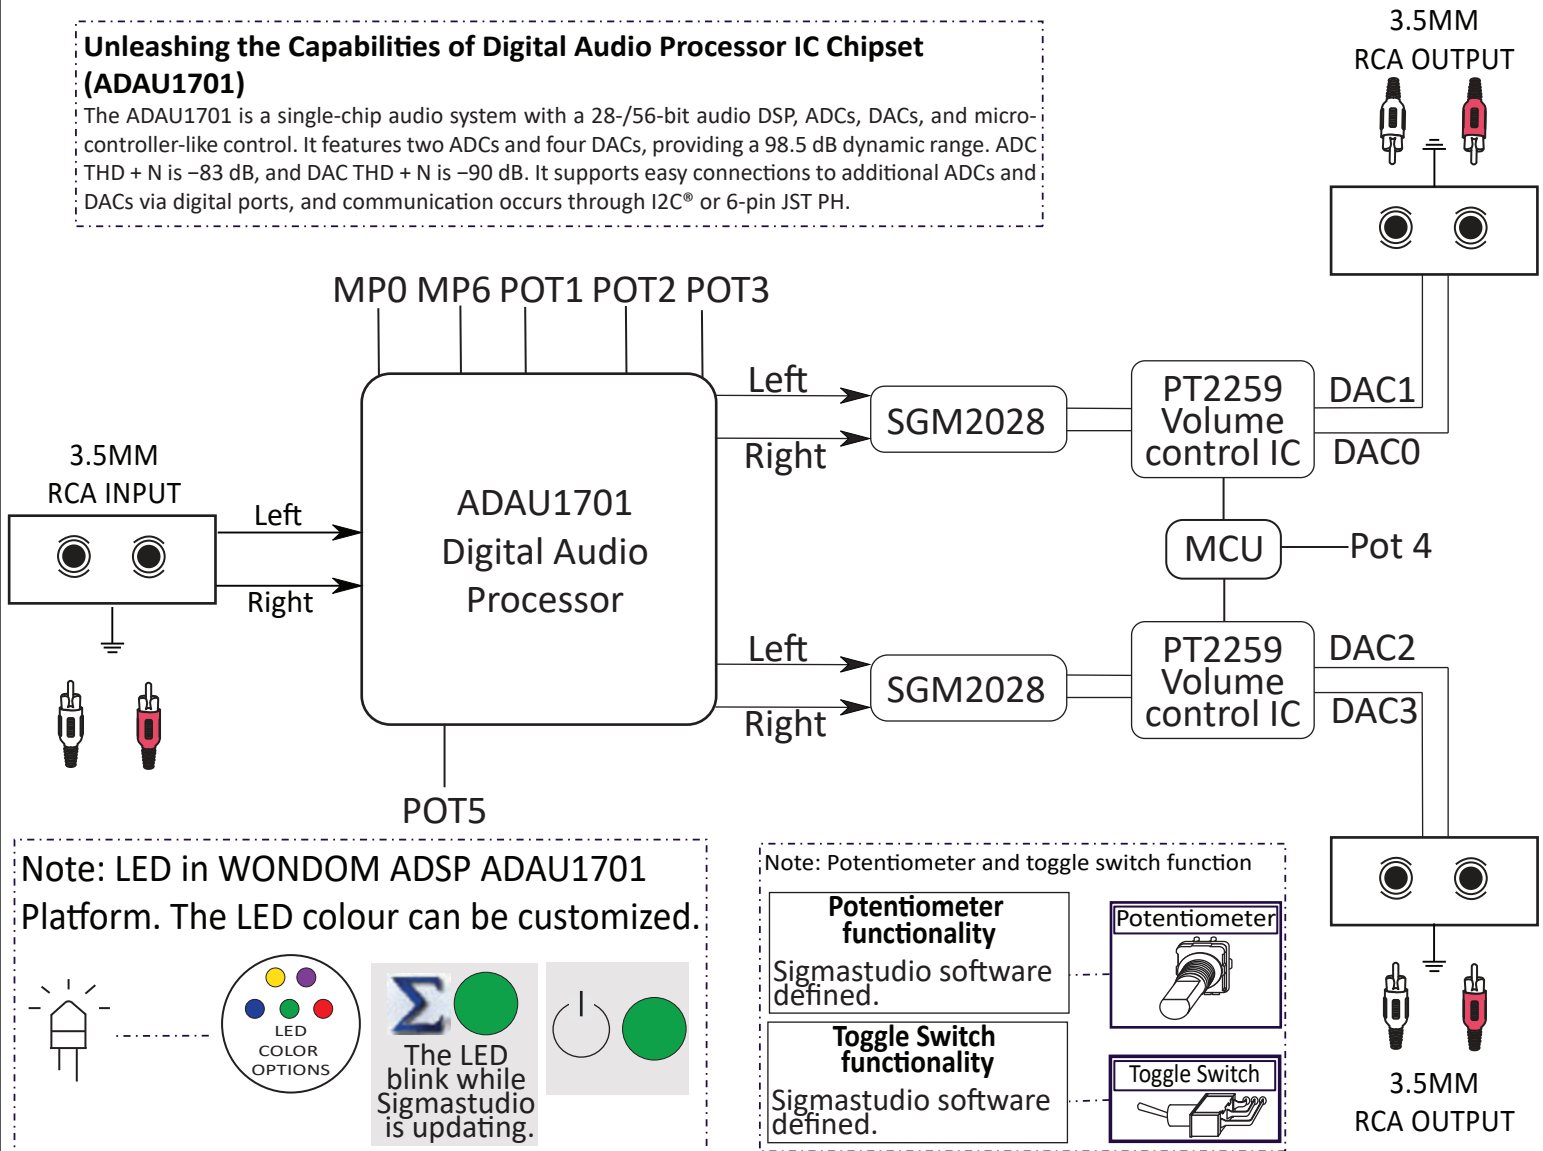 3.5MM
RCA OUTPUT
Unleashing the Capabilities of Digital Audio Processor IC Chipset
(ADAU1701)
The ADAU1701 is a single-chip audio system with a 28-/56-bit audio DSP, ADCs, DACs, and micro-
controller-like control. It features two ADCs and four DACs, providing a 98.5 dB dynamic range. ADC
THD + N is −83 dB, and DAC THD + N is −90 dB. It supports easy connections to additional ADCs and
DACs via digital ports, and communication occurs through I2C® or 6-pin JST PH.
MP0 MP6 POT1 POT2 POT3
Left
Right
SGM2028
PT2259
Volume
control IC
DAC1
DAC0
3.5MM
RCA INPUT
Left
Right
ADAU1701
Digital Audio
Processor
MCU
Pot 4
Left
Right
SGM2028
PT2259
Volume
control IC
DAC2
DAC3
POT5
Note: LED in WONDOM ADSP ADAU1701
Platform. The LED colour can be customized.
LED
COLOR
OPTIONS
Σ
The LED
blink while
Sigmastudio
is updating.
Note: Potentiometer and toggle switch function
Potentiometer
functionality
Sigmastudio software
defined.
Potentiometer
Toggle Switch
functionality
Sigmastudio software
defined.
Toggle Switch
3.5MM
RCA OUTPUT